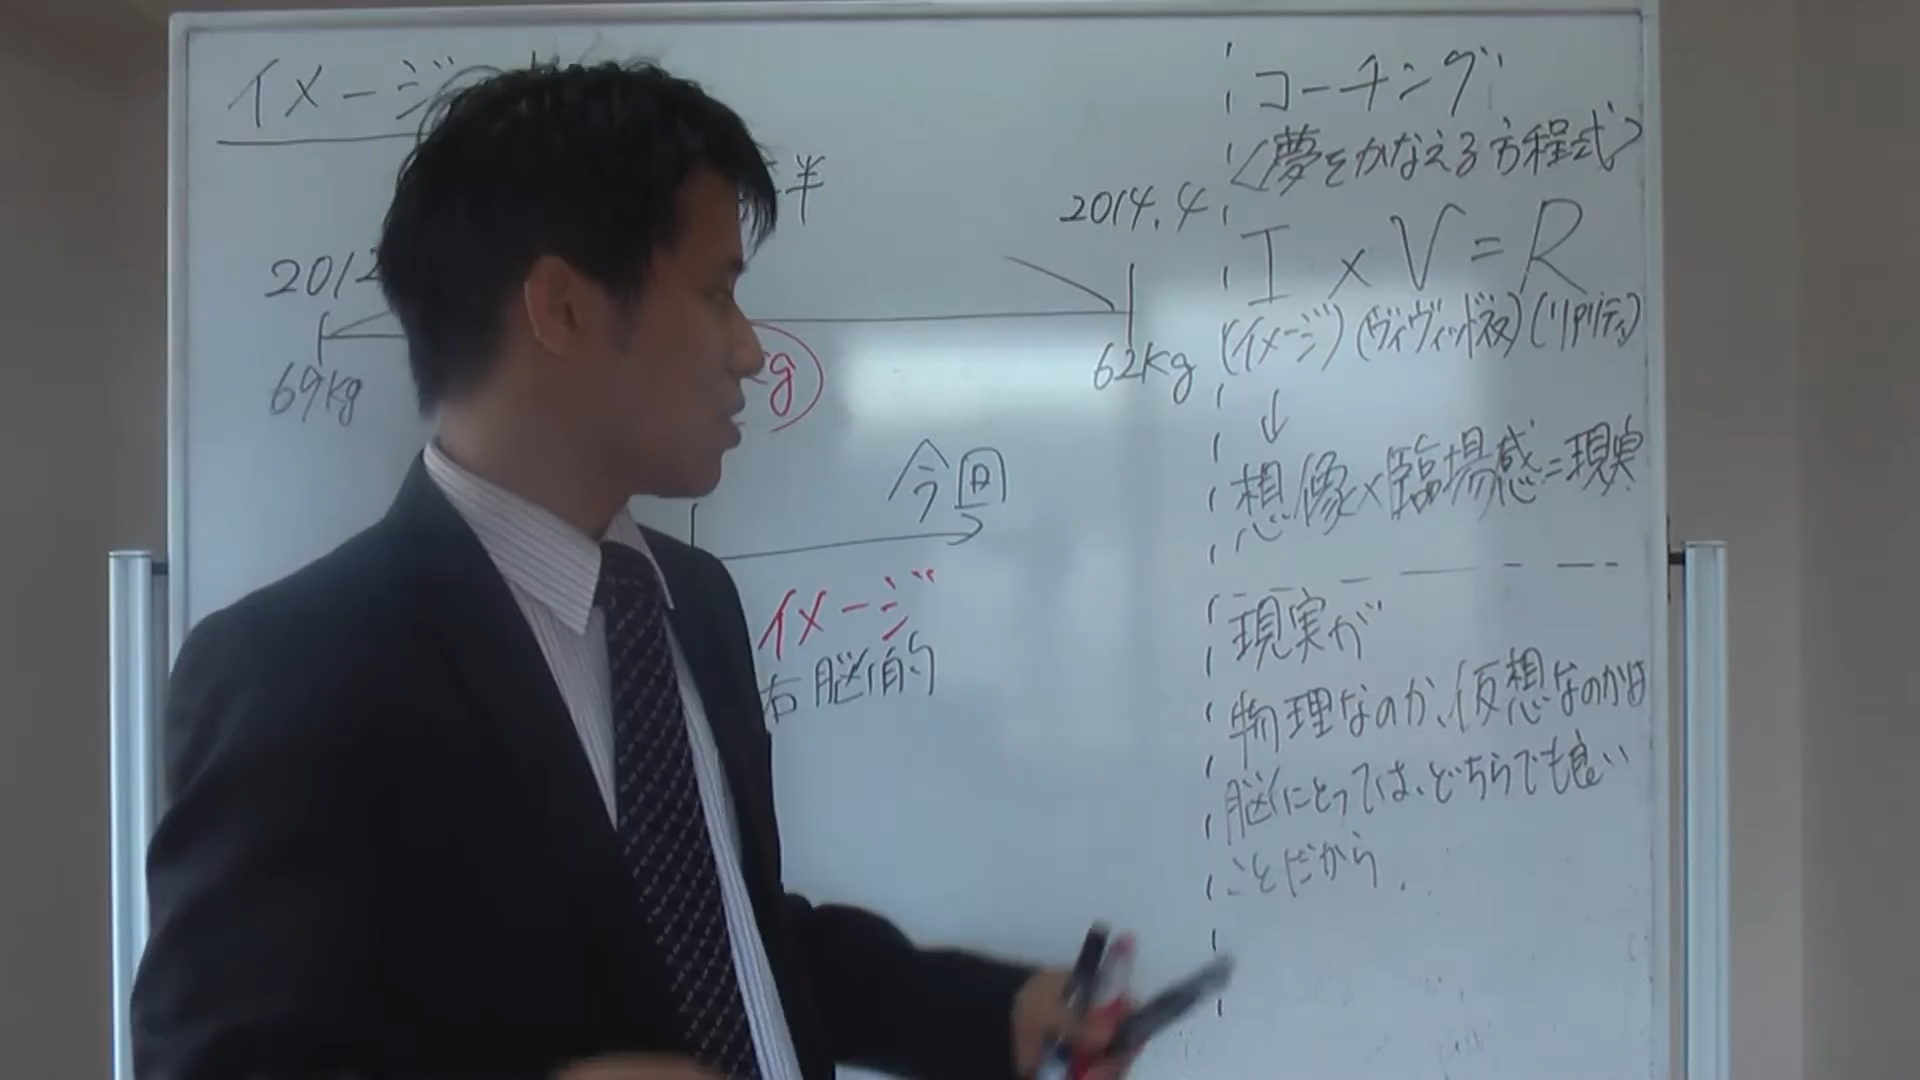 イメージ
半
2012
2014.4
69kg
kg
62kg
今回
イメージ
右脳的
コーチング
<夢をかなえる方程式>
I × V = R
(イメージ) (ヴィヴィッドネス) (リアリティ)
↓
想像×臨場感=現実
現実が
物理なのか、仮想なのかは
脳にとっては、どちらでも良い
ことだから.